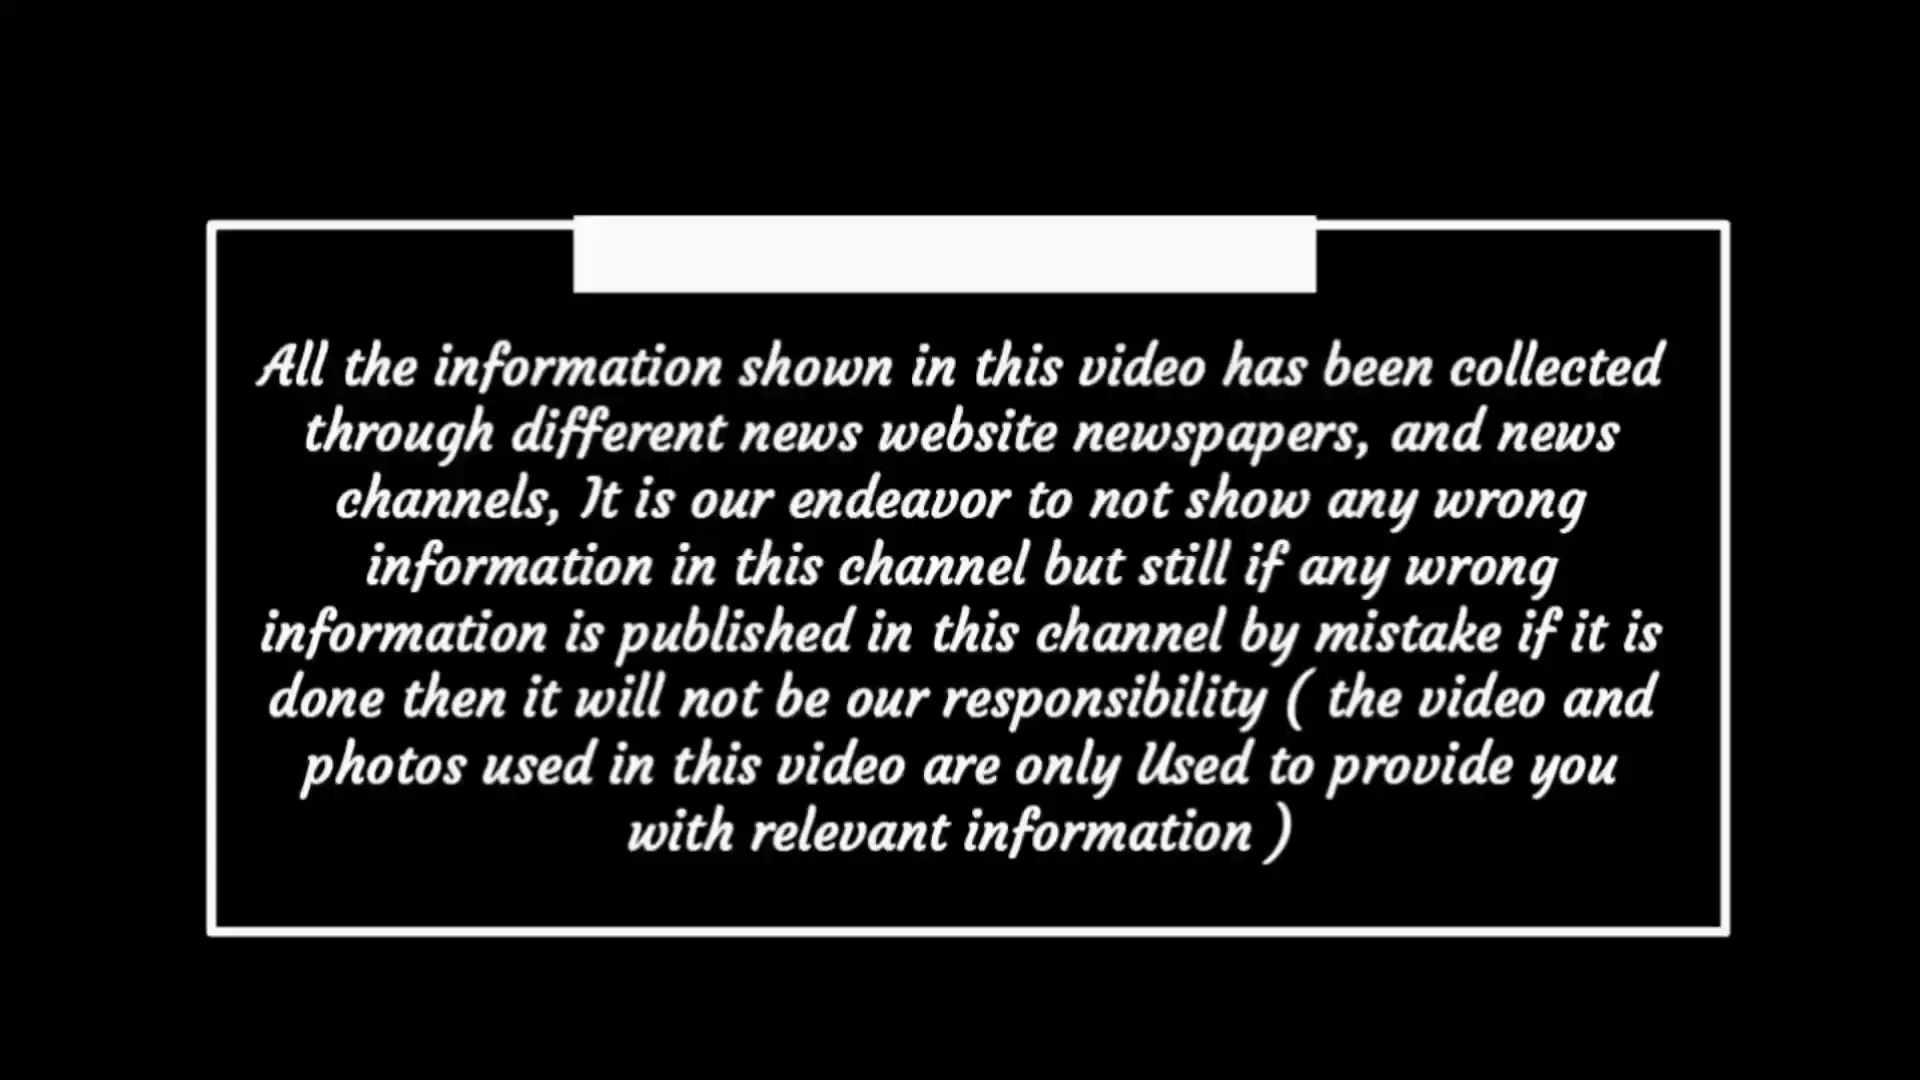 All the information shown in this video has been collected
through different news website newspapers, and news
channels, It is our endeavor to not show any wrong
information in this channel but still if any wrong
information is published in this channel by mistake if it is
done then it will not be our responsibility ( the video and
photos used in this video are only Used to provide you
with relevant information )